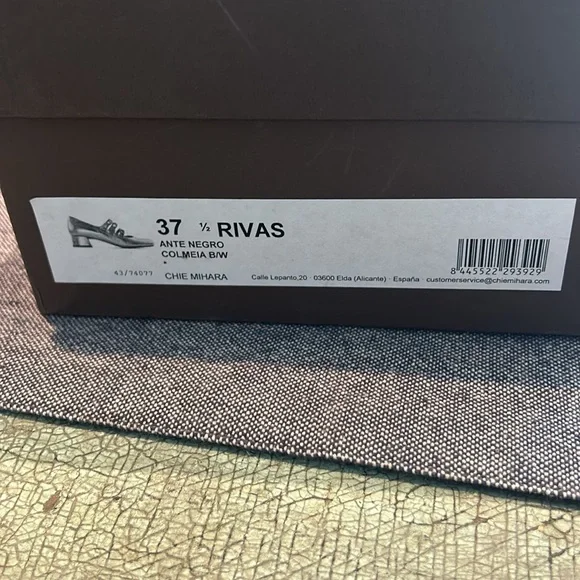 37 ½ RIVAS
ANTE NEGRO
COLMEIA B/W
*
43/74077 CHIE MIHARA Calle Lepanto,20 · 03600 Elda (Alicante) · España · customerservice@chiemihara.com
8 445522 293929